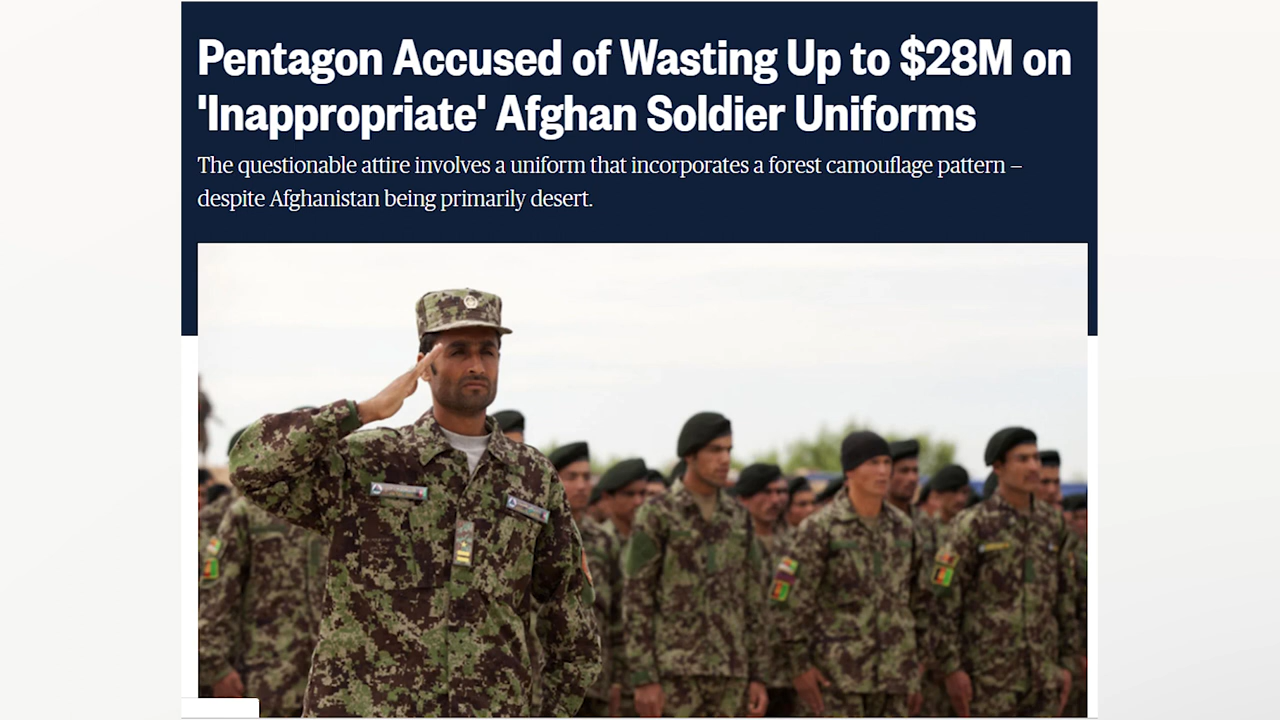 Pentagon Accused of Wasting Up to $28M on
'Inappropriate' Afghan Soldier Uniforms
The questionable attire involves a uniform that incorporates a forest camouflage pattern –
despite Afghanistan being primarily desert.